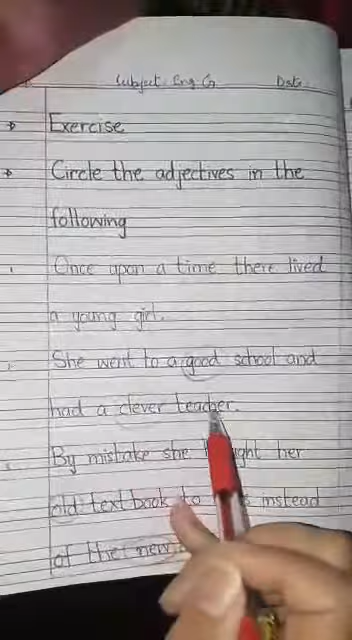 Subject: Eng G Date
Exercise
Circle the adjectives in the
following
Once upon a time there lived
a young girl.
She went to a good school and
had a clever teacher.
By mistake she her
old text book to instead
of the new